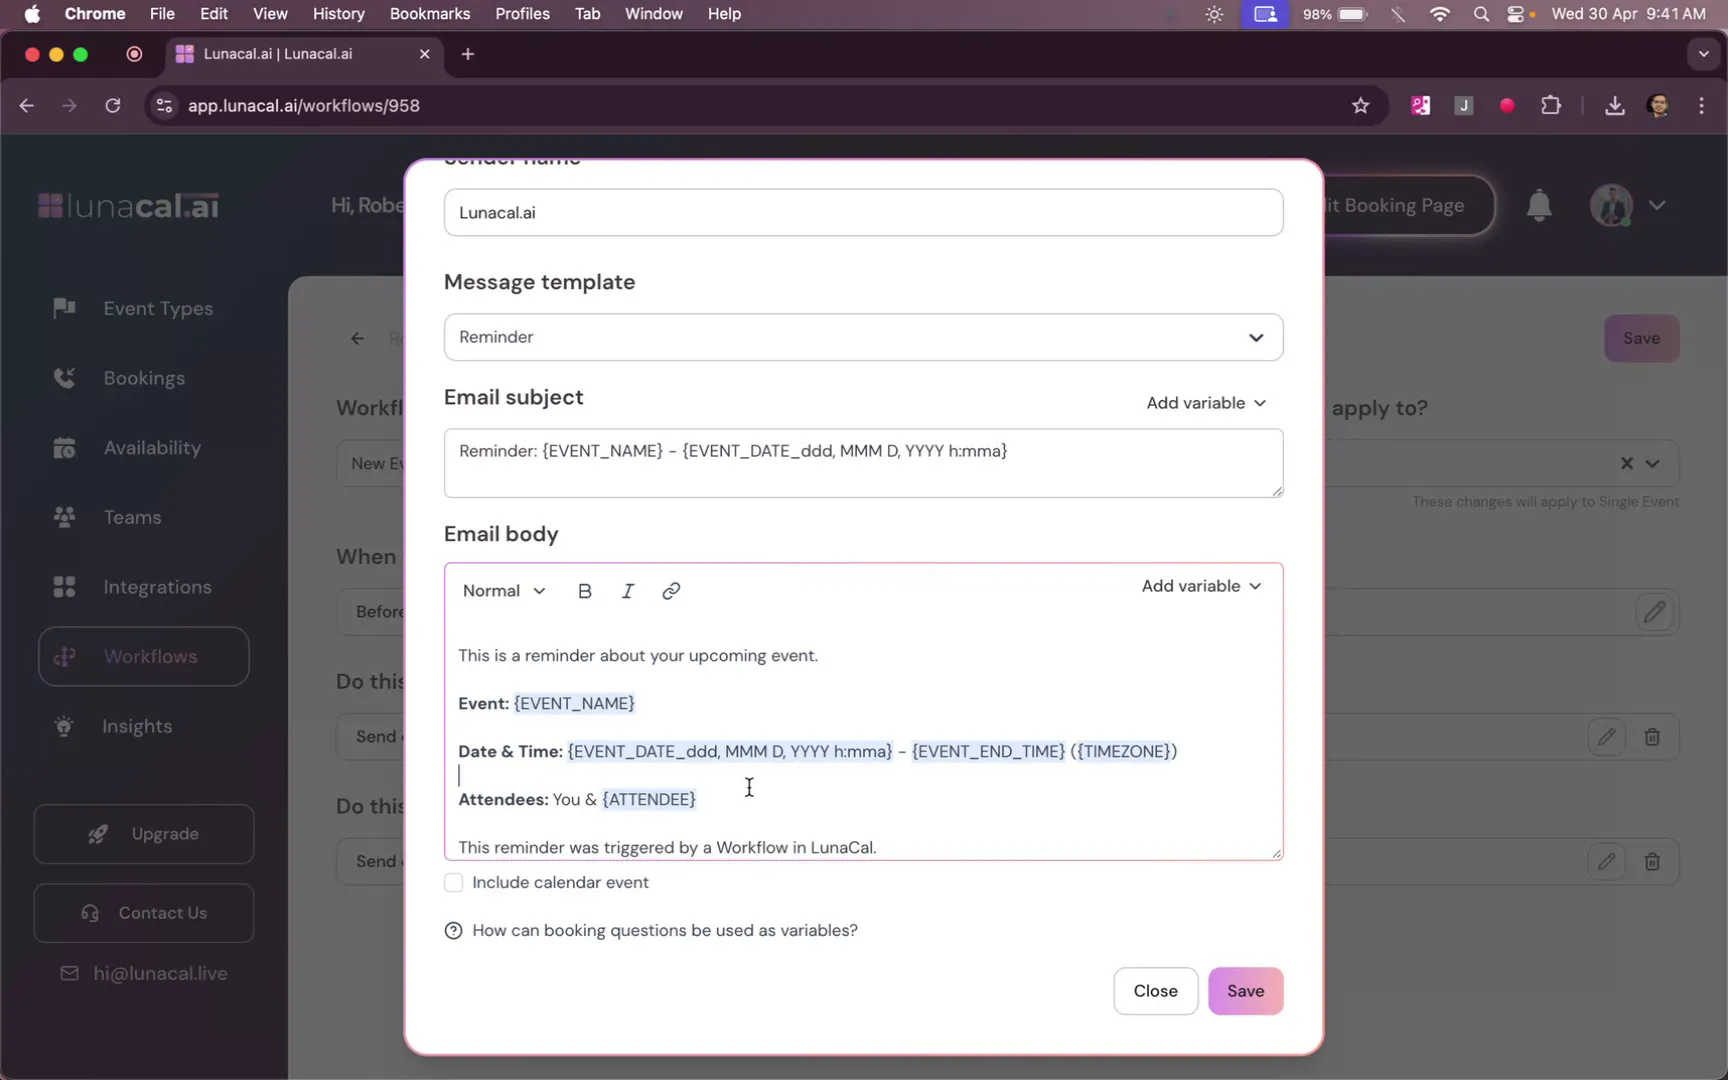 Chrome File Edit View History Bookmarks Profiles Tab Window Help 98% Wed 30 Apr 9:41 AM
Lunacal.ai | Lunacal.ai
app.lunacal.ai/workflows/958
J
lunacal.ai
Hi, Robe
it Booking Page
Event Types
Bookings
Availability
Teams
Integrations
Workflows
Insights
Upgrade
Contact Us
hi@lunacal.live
Save
Workfl
apply to?
New Ev
These changes will apply to Single Event
When
Before
Do this
Send
Do this
Send
Sender name
Lunacal.ai
Message template
Reminder
Email subject
Add variable
Reminder: {EVENT_NAME} - {EVENT_DATE_ddd, MMM D, YYYY h:mma}
Email body
Normal B I Add variable
This is a reminder about your upcoming event.
Event: {EVENT_NAME}
Date & Time: {EVENT_DATE_ddd, MMM D, YYYY h:mma} - {EVENT_END_TIME} ({TIMEZONE})
Attendees: You & {ATTENDEE}
This reminder was triggered by a Workflow in LunaCal.
Include calendar event
How can booking questions be used as variables?
Close
Save